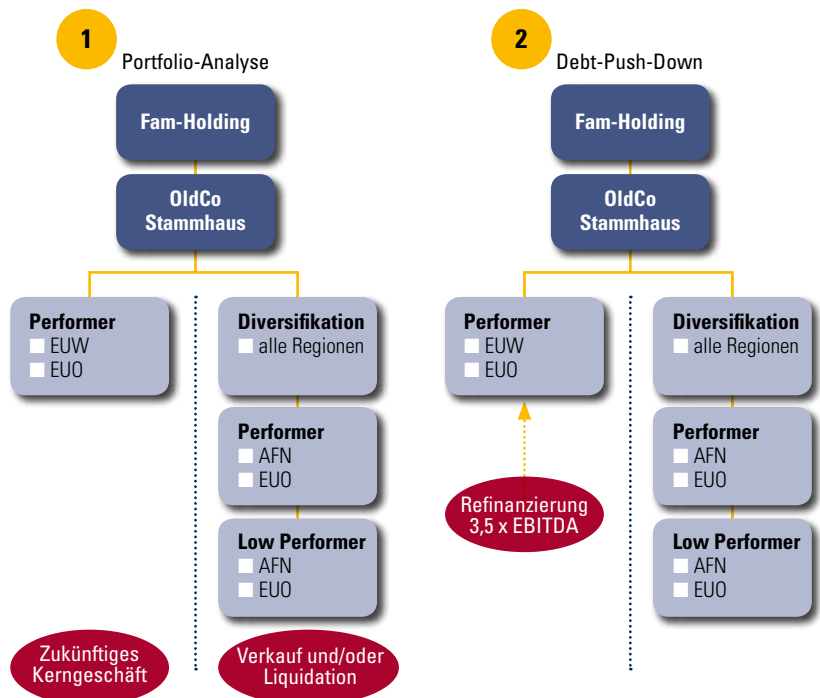 1
Portfolio-Analyse
Fam-Holding
OldCo
Stammhaus
Performer
EUW
EUO
Diversifikation
alle Regionen
Performer
AFN
EUO
Low Performer
AFN
EUO
Zukünftiges
Kerngeschäft
Verkauf und/oder
Liquidation
2
Debt-Push-Down
Fam-Holding
OldCo
Stammhaus
Performer
EUW
EUO
Refinanzierung
3,5 x EBITDA
Diversifikation
alle Regionen
Performer
AFN
EUO
Low Performer
AFN
EUO